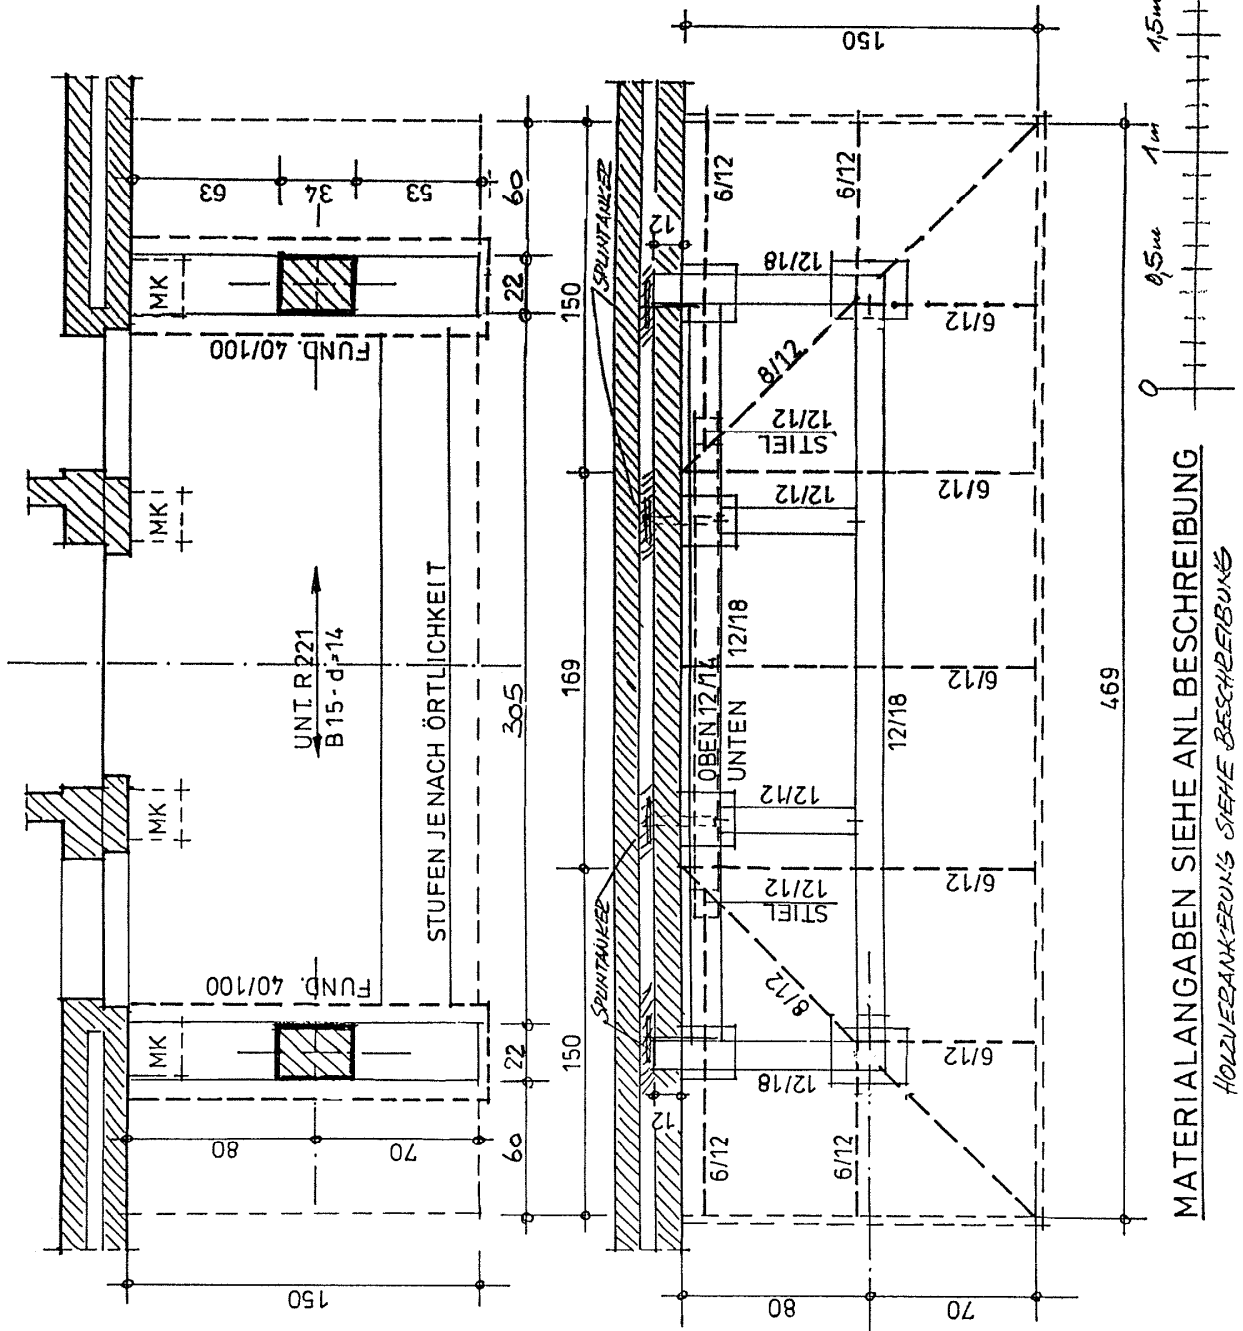 150
63
34
53
60
22
MK
FUND. 40/100
MK
UNT. R 221
B 15 - d=14
STUFEN JE NACH ÖRTLICHKEIT
305
MK
FUND. 40/100
MK
22
80
70
60
150
150
SPUNTANKER
12
6/12
6/12
12/18
6/12
8/12
STIEL
12/12
12/12
6/12
169
OBEN 12/14
UNTEN
12/18
6/12
12/18
469
12/12
SPUNTANKER
STIEL
12/12
6/12
8/12
150
12
12/18
6/12
6/12
6/12
80
70
0
0,5m
1m
1,5m
MATERIALANGABEN SIEHE ANL. BESCHREIBUNG
HOLZVERANKERUNG SIEHE BESCHREIBUNG